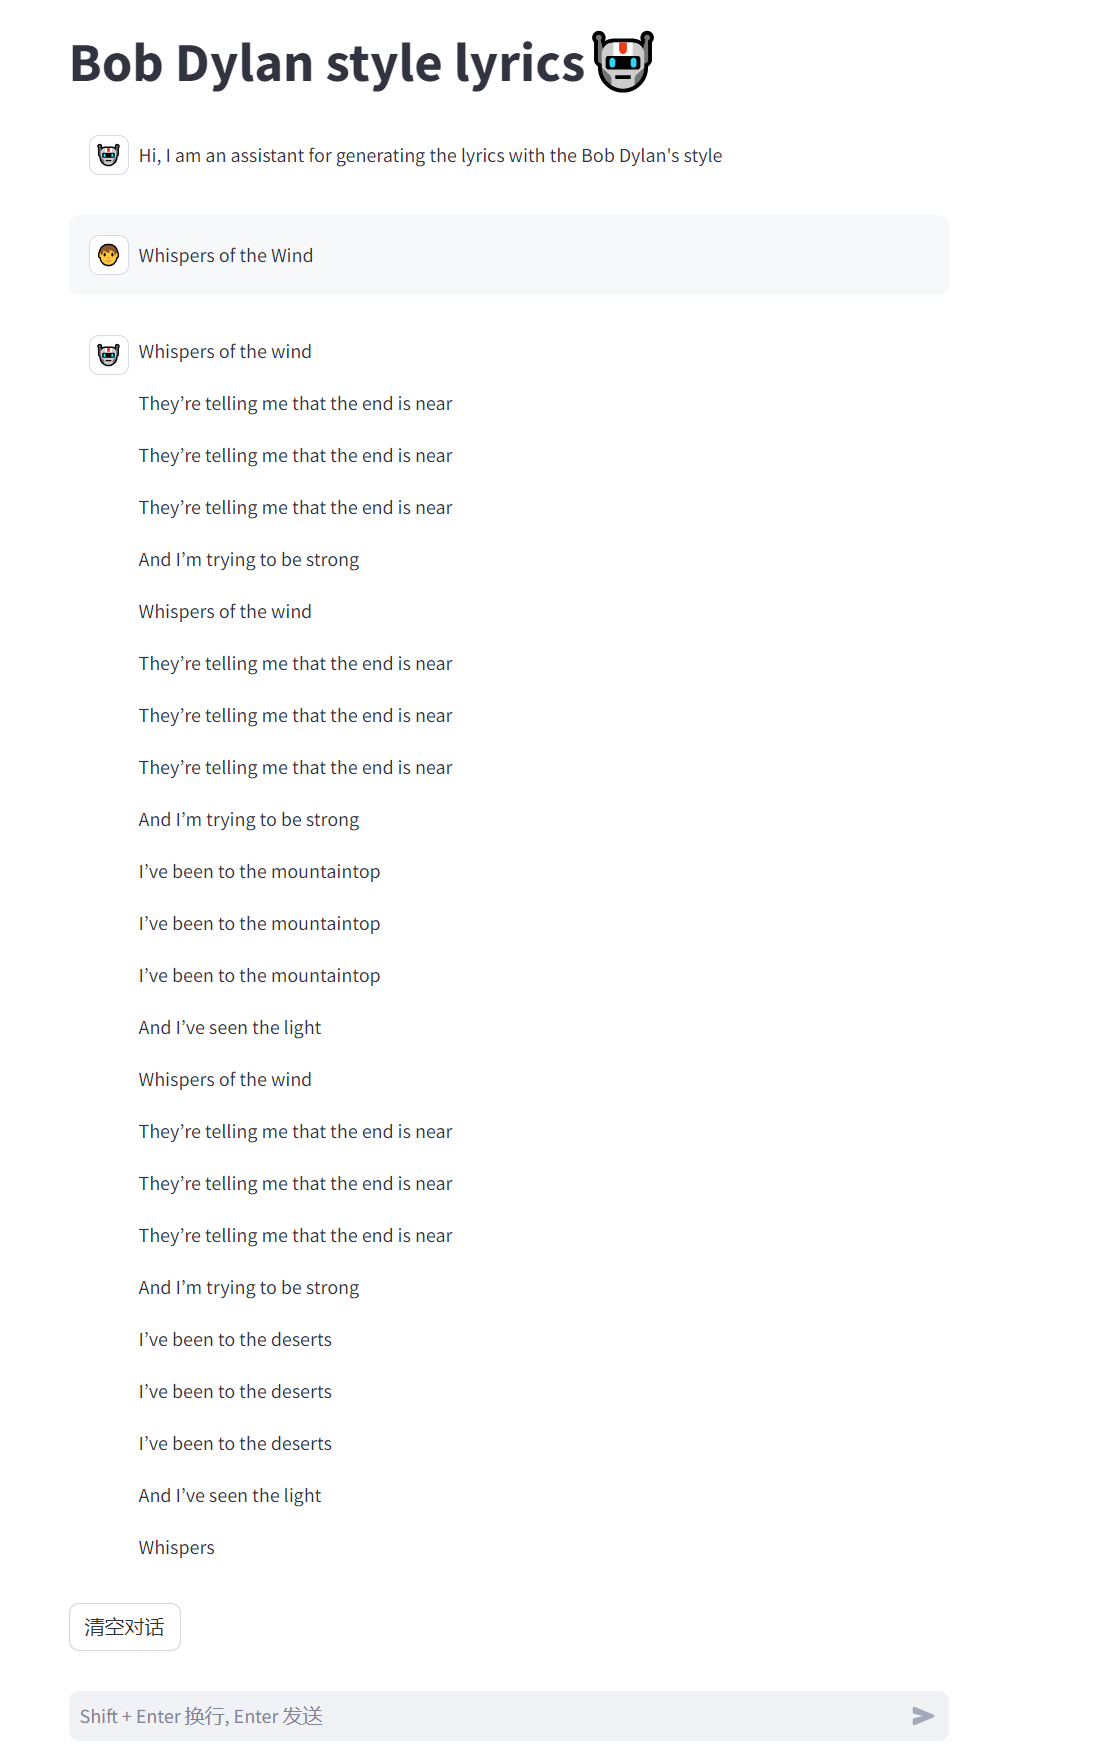 Bob Dylan style lyrics
Hi, I am an assistant for generating the lyrics with the Bob Dylan's style
Whispers of the Wind
Whispers of the wind
They’re telling me that the end is near
They’re telling me that the end is near
They’re telling me that the end is near
And I’m trying to be strong
Whispers of the wind
They’re telling me that the end is near
They’re telling me that the end is near
They’re telling me that the end is near
And I’m trying to be strong
I’ve been to the mountaintop
I’ve been to the mountaintop
I’ve been to the mountaintop
And I’ve seen the light
Whispers of the wind
They’re telling me that the end is near
They’re telling me that the end is near
They’re telling me that the end is near
And I’m trying to be strong
I’ve been to the deserts
I’ve been to the deserts
I’ve been to the deserts
And I’ve seen the light
Whispers
清空对话
Shift + Enter 换行, Enter 发送